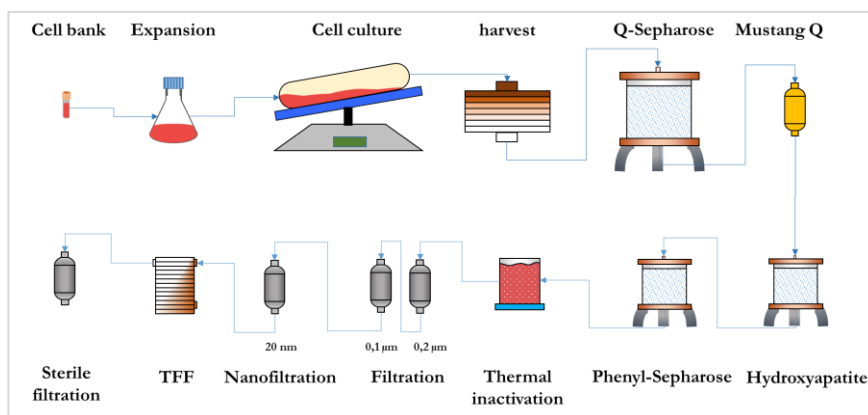 Cell bank
Expansion
Cell culture
harvest
Q-Sepharose
Mustang Q
20 nm
0,1 µm
0,2 µm
Sterile
filtration
TFF
Nanofiltration
Filtration
Thermal
inactivation
Phenyl-Sepharose
Hydroxyapatite